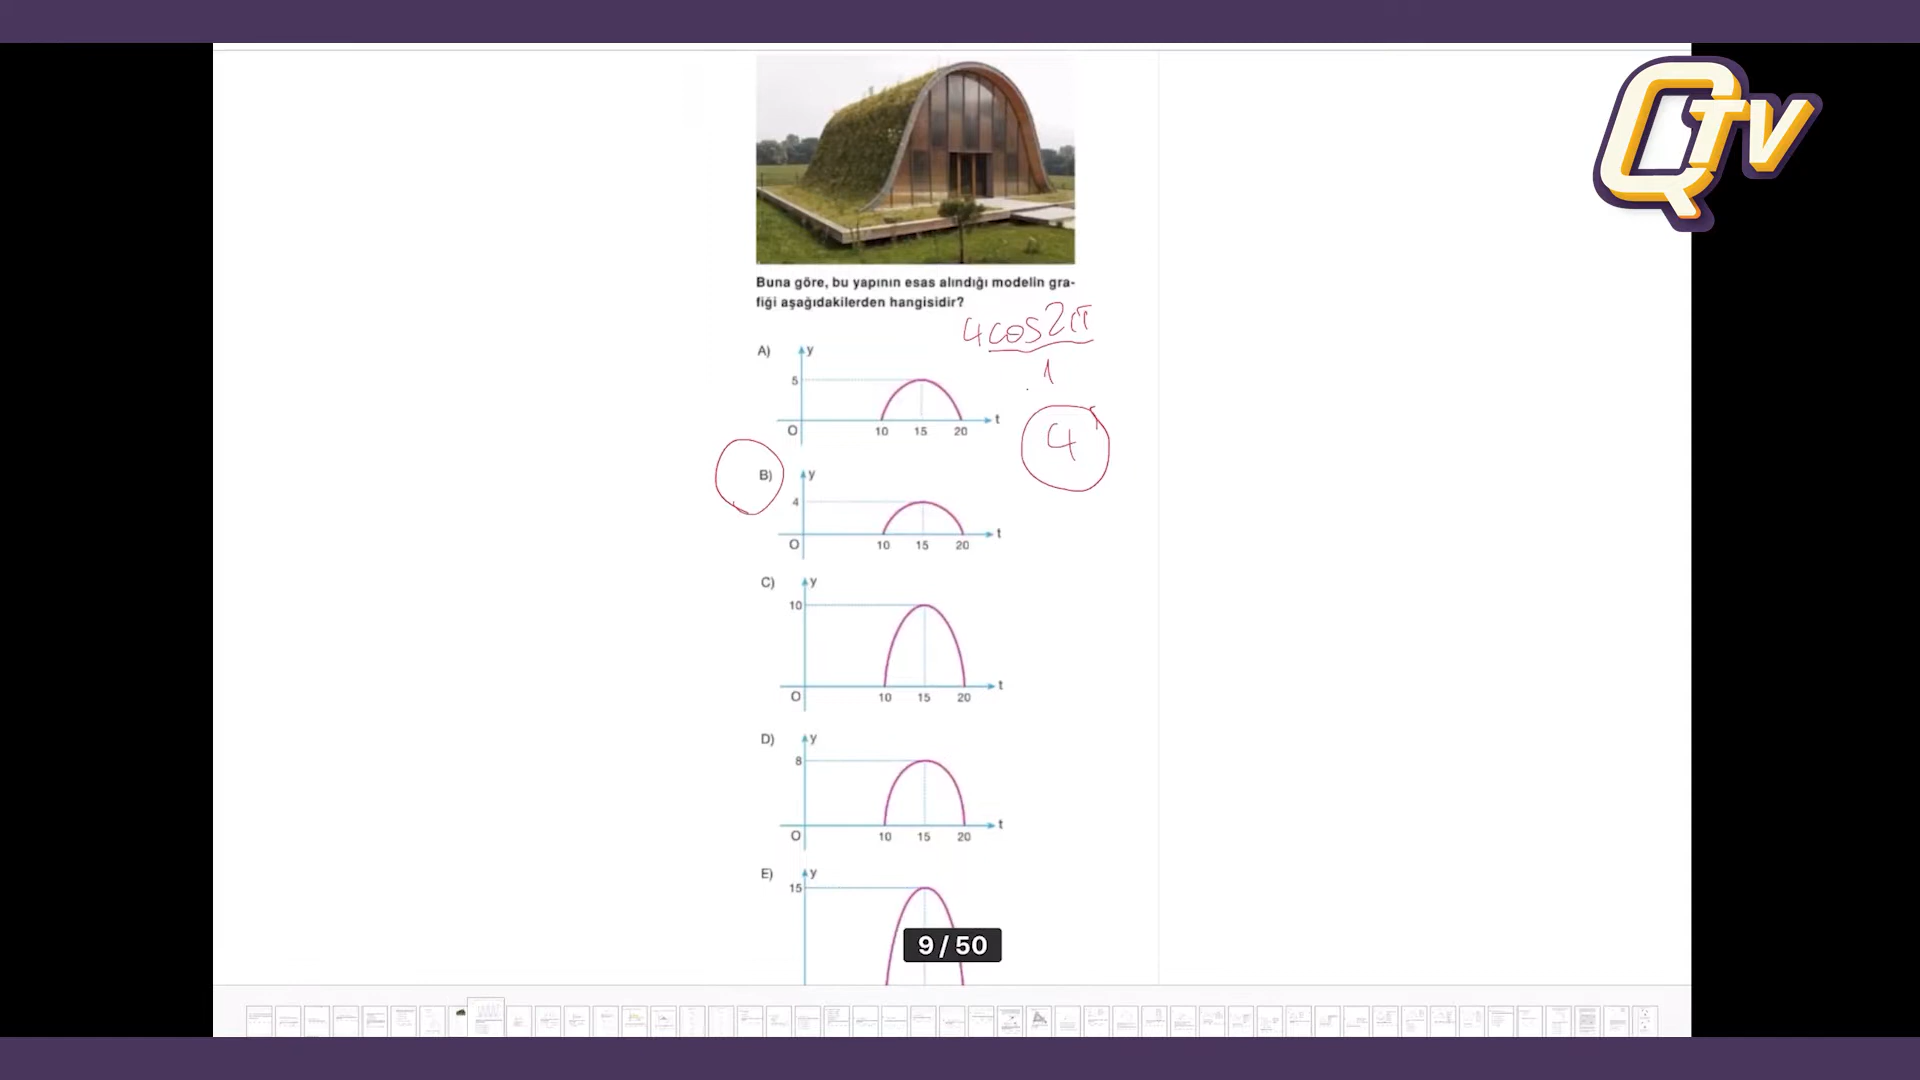 QTV
Buna göre, bu yapının esas alındığı modelin gra-
fiği aşağıdakilerden hangisidir?
4cos2π
1
4
A)
y
5
O
10 15 20
t
B)
y
4
O
10 15 20
t
C)
y
10
O
10 15 20
t
D)
y
8
O
10 15 20
t
E)
y
15
9 / 50